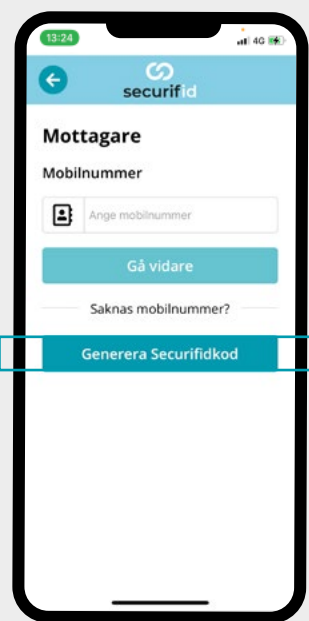 13:24
4G
securifid
Mottagare
Mobilnummer
Ange mobilnummer
Gå vidare
Saknas mobilnummer?
Generera Securifidkod